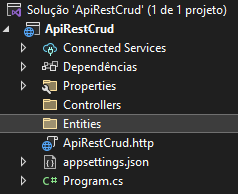 Solução 'ApiRestCrud' (1 de 1 projeto)
ApiRestCrud
Connected Services
Dependências
Properties
Controllers
Entities
ApiRestCrud.http
appsettings.json
C# Program.cs